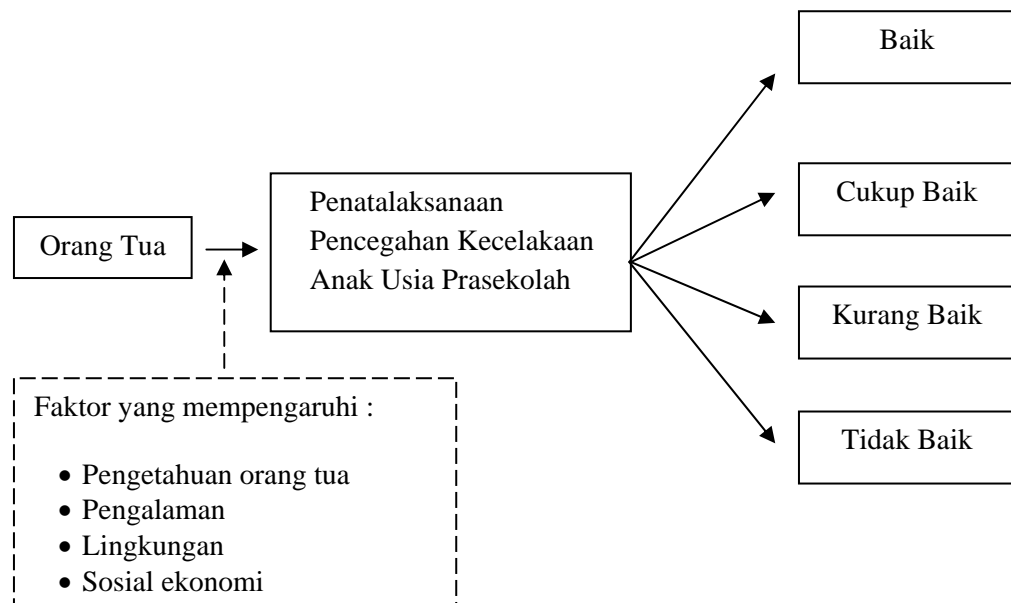 Baik
Cukup Baik
Orang Tua
Penatalaksanaan
Pencegahan Kecelakaan
Anak Usia Prasekolah
Kurang Baik
Tidak Baik
Faktor yang mempengaruhi :
• Pengetahuan orang tua
• Pengalaman
• Lingkungan
• Sosial ekonomi